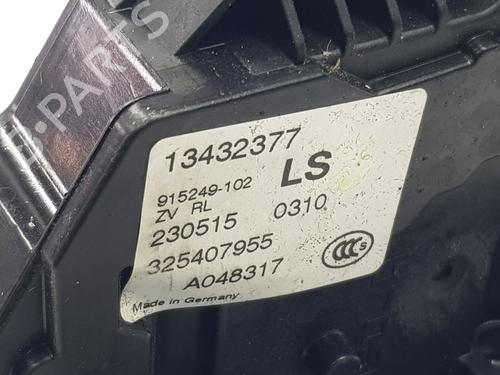 B-PARTS
13432377
915249-102 LS
ZV RL
230515 0310
325407955
CCC S
A048317
Made in Germany